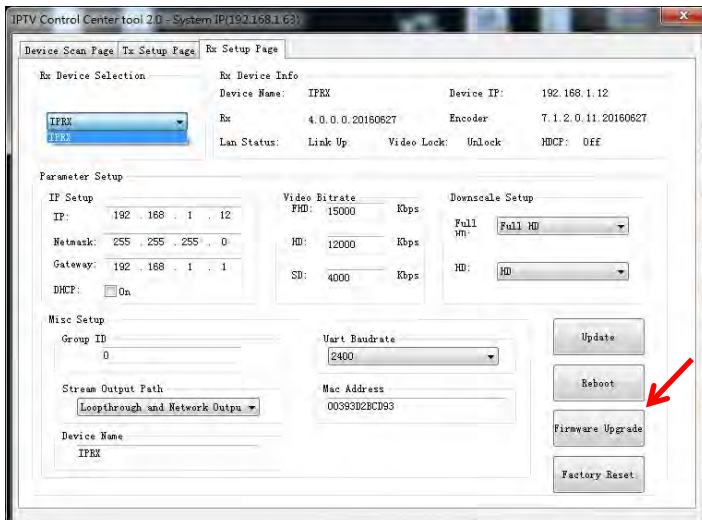 IPTV Control Center tool 2.0 - System IP(192.168.1.63)
Device Scan Page Tx Setup Page Rx Setup Page
Rx Device Selection
IPRX
IPRX
Rx Device Info
Device Name: IPRX Device IP: 192.168.1.12
Rx 4.0.0.0.20160627 Encoder 7.1.2.0.11.20160627
Lan Status: Link Up Video Lock: Unlock HDCP: Off
Parameter Setup
IP Setup
IP: 192 . 168 . 1 . 12
Netmask: 255 . 255 . 255 . 0
Gateway: 192 . 168 . 1 . 1
DHCP: On
Video Bitrate
FHD: 15000 Kbps
HD: 12000 Kbps
SD: 4000 Kbps
Downscale Setup
Full HD: Full HD
HD: HD
Misc Setup
Group ID
0
Uart Baudrate
2400
Stream Output Path
Loopthrough and Network Outpu
Mac Address
00393D2BCD93
Device Name
IPRX
Update
Reboot
Firmware Upgrade
Factory Reset